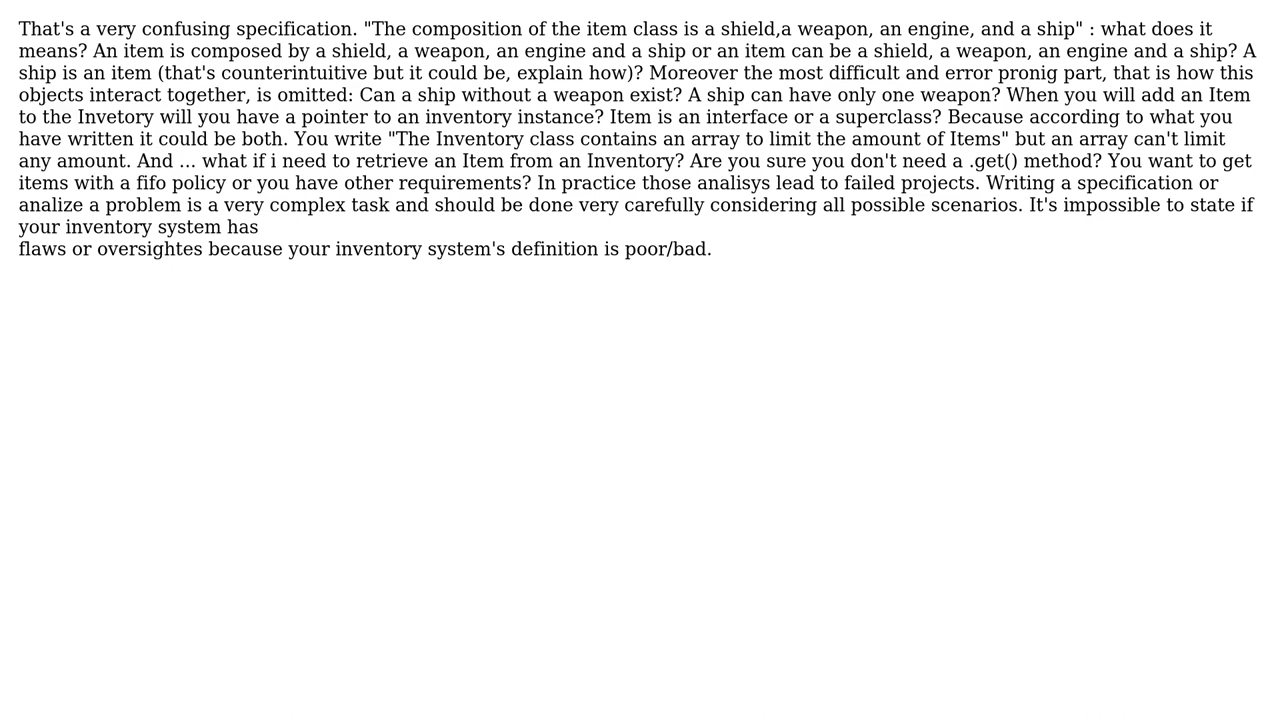 That's a very confusing specification. "The composition of the item class is a shield,a weapon, an engine, and a ship" : what does it
means? An item is composed by a shield, a weapon, an engine and a ship or an item can be a shield, a weapon, an engine and a ship? A
ship is an item (that's counterintuitive but it could be, explain how)? Moreover the most difficult and error pronig part, that is how this
objects interact together, is omitted: Can a ship without a weapon exist? A ship can have only one weapon? When you will add an Item
to the Invetory will you have a pointer to an inventory instance? Item is an interface or a superclass? Because according to what you
have written it could be both. You write "The Inventory class contains an array to limit the amount of Items" but an array can't limit
any amount. And ... what if i need to retrieve an Item from an Inventory? Are you sure you don't need a .get() method? You want to get
items with a fifo policy or you have other requirements? In practice those analisys lead to failed projects. Writing a specification or
analize a problem is a very complex task and should be done very carefully considering all possible scenarios. It's impossible to state if
your inventory system has
flaws or oversightes because your inventory system's definition is poor/bad.